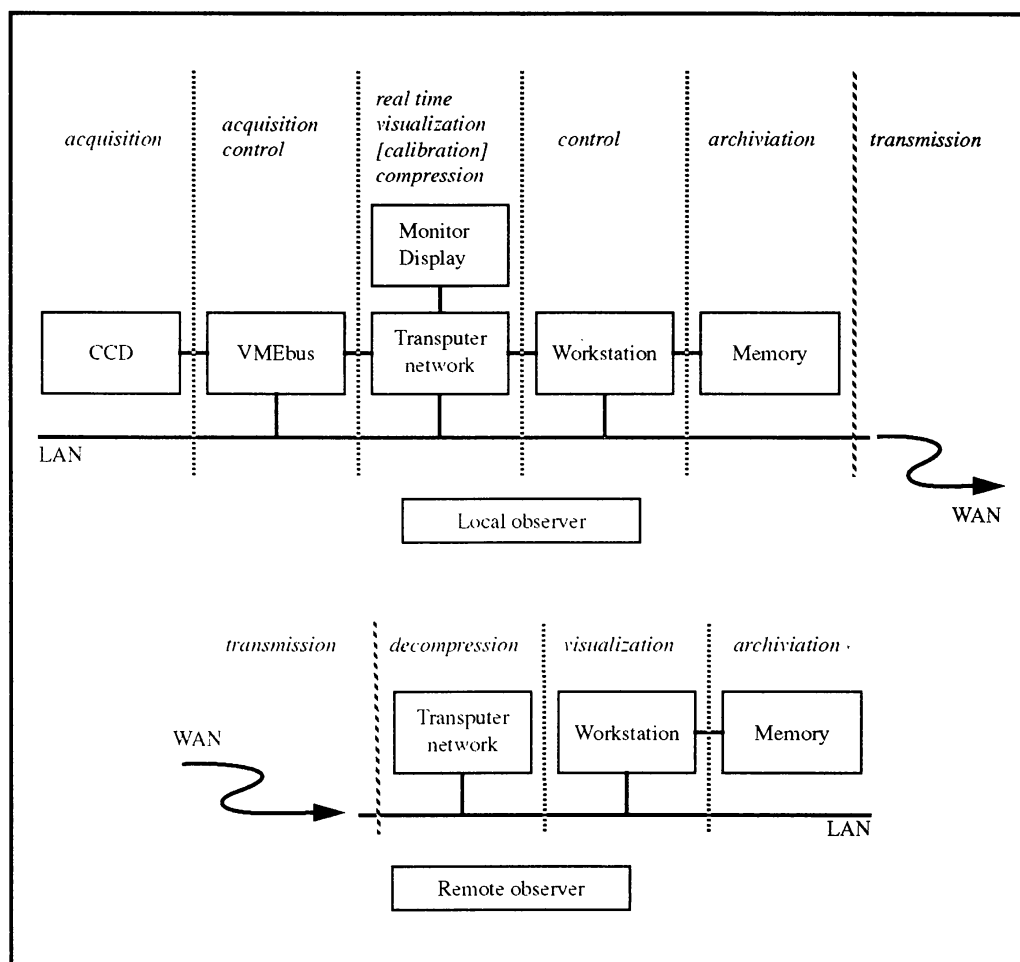 acquisition
acquisition
control
real time
visualization
[calibration]
compression
control
archiviation
transmission
Monitor
Display
CCD
VMEbus
Transputer
network
Workstation
Memory
LAN
WAN
Local observer
transmission
decompression
visualization
archiviation
WAN
Transputer
network
Workstation
Memory
LAN
Remote observer